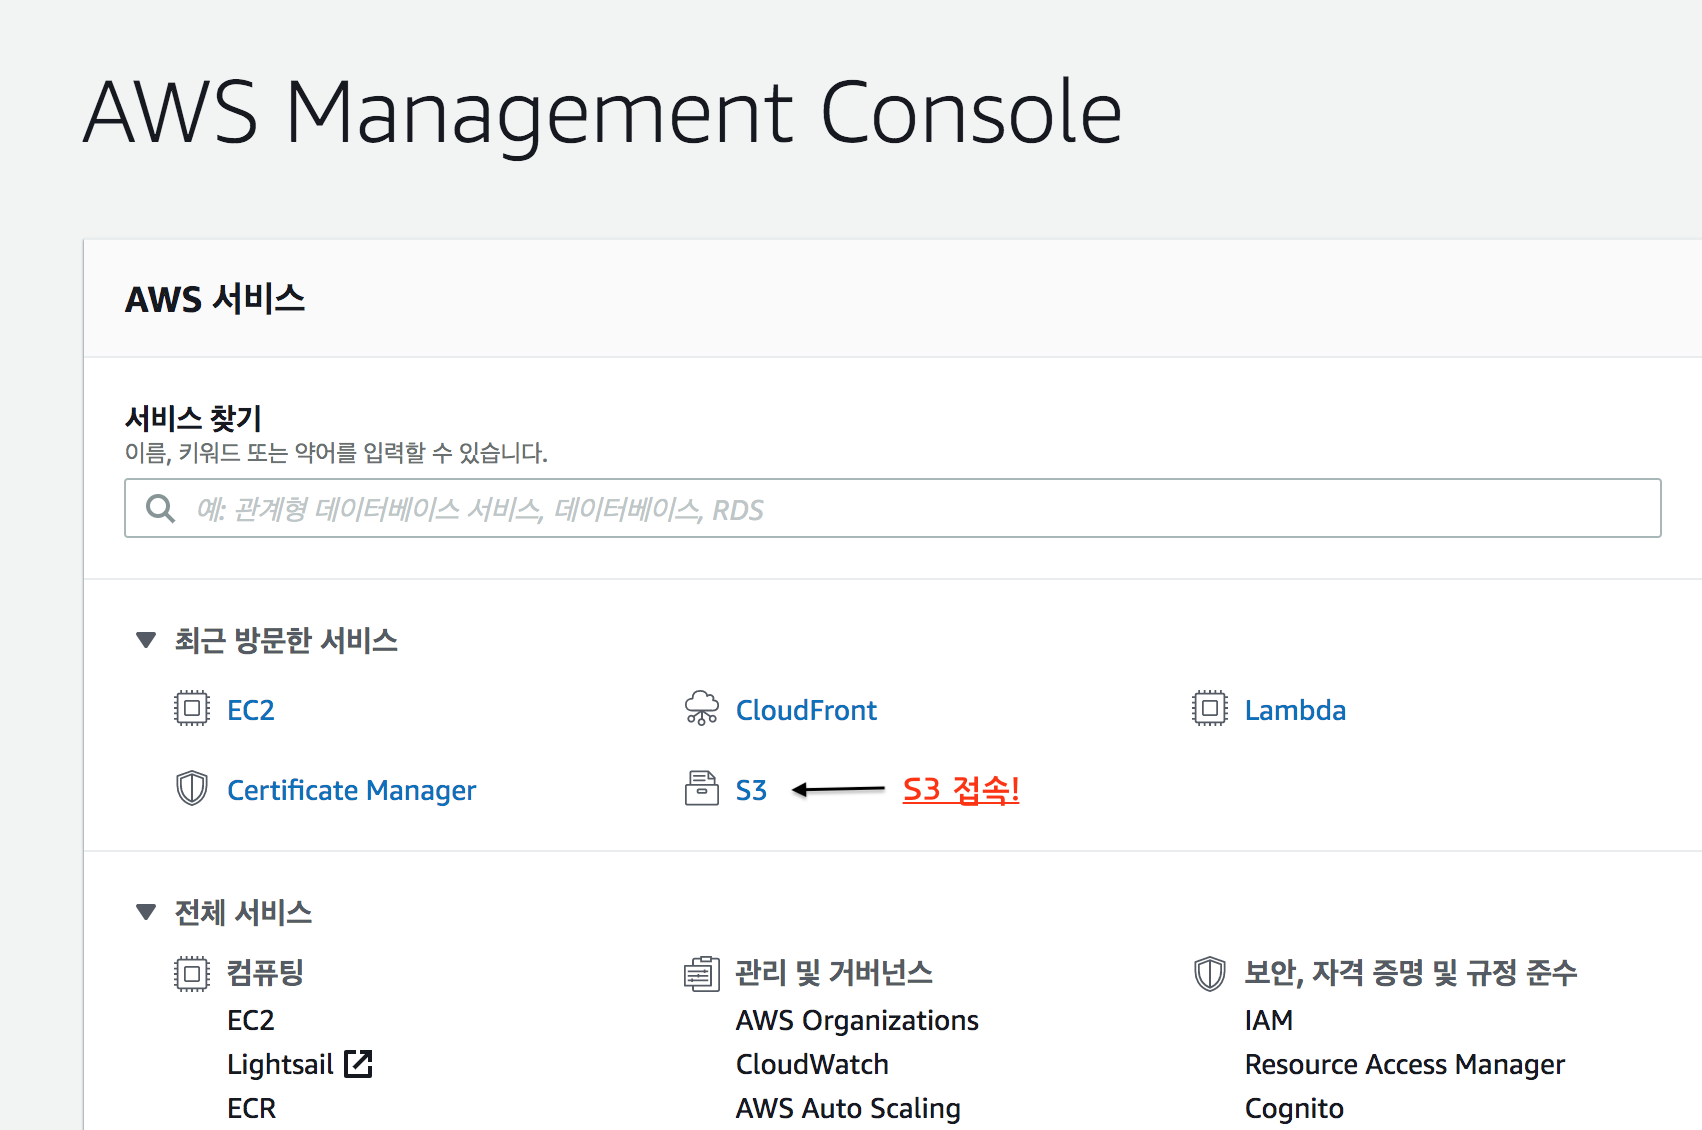 AWS Management Console
AWS 서비스
서비스 찾기
이름, 키워드 또는 약어를 입력할 수 있습니다.
예: 관계형 데이터베이스 서비스, 데이터베이스, RDS
최근 방문한 서비스
EC2 CloudFront Lambda
Certificate Manager S3 S3 접속!
전체 서비스
컴퓨팅 관리 및 거버넌스 보안, 자격 증명 및 규정 준수
EC2 AWS Organizations IAM
Lightsail CloudWatch Resource Access Manager
ECR AWS Auto Scaling Cognito